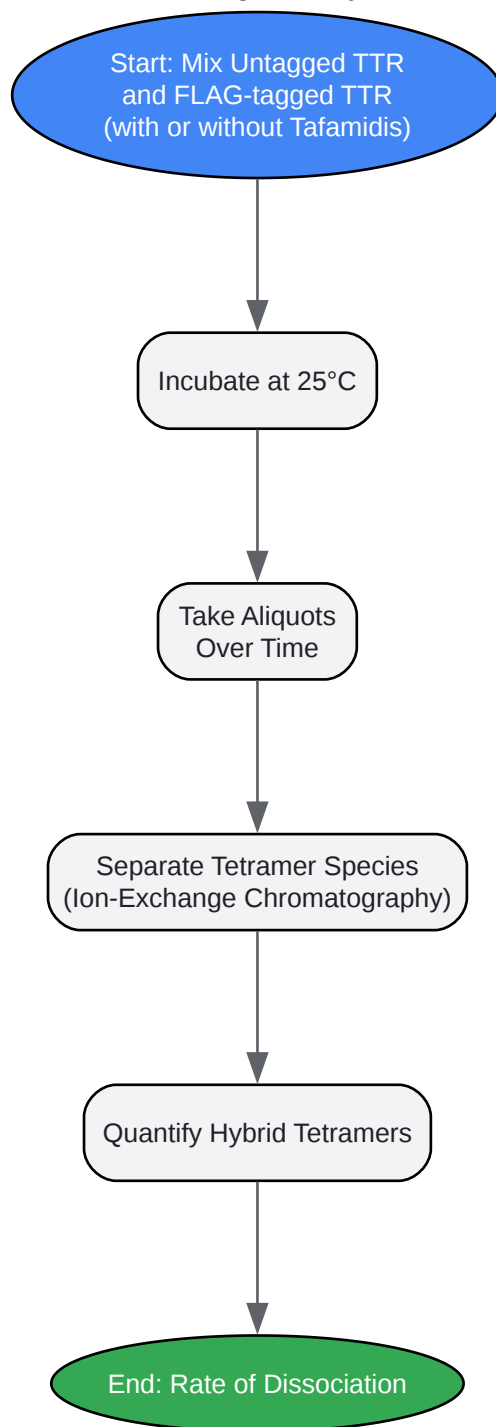 Start: Mix Untagged TTR
and FLAG-tagged TTR
(with or without Tafamidis)
Incubate at 25°C
Take Aliquots
Over Time
Separate Tetramer Species
(Ion-Exchange Chromatography)
Quantify Hybrid Tetramers
End: Rate of Dissociation